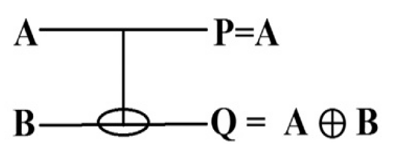 A P=A
B Q = A ⊕ B